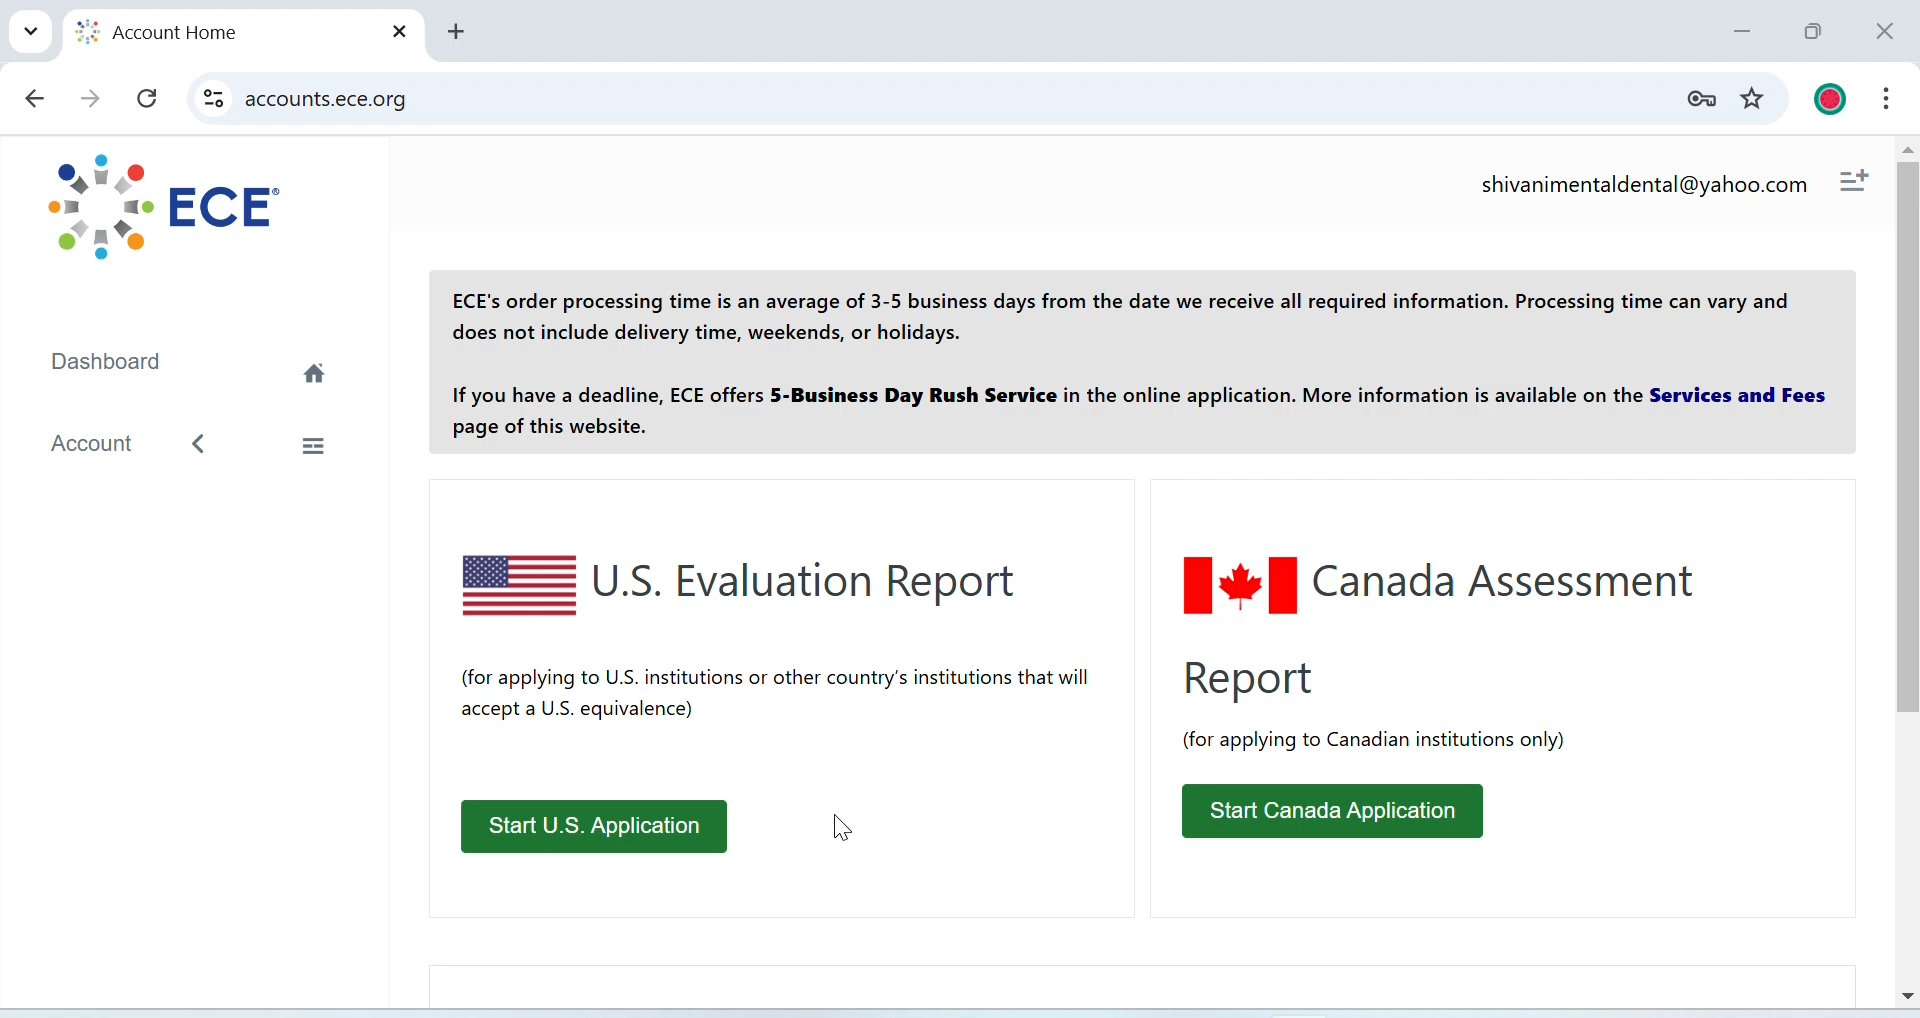 Account Home
accounts.ece.org
ECE®
shivanimentaldental@yahoo.com
Dashboard
Account
ECE's order processing time is an average of 3-5 business days from the date we receive all required information. Processing time can vary and
does not include delivery time, weekends, or holidays.
If you have a deadline, ECE offers 5-Business Day Rush Service in the online application. More information is available on the Services and Fees
page of this website.
U.S. Evaluation Report
(for applying to U.S. institutions or other country's institutions that will
accept a U.S. equivalence)
Start U.S. Application
Canada Assessment
Report
(for applying to Canadian institutions only)
Start Canada Application